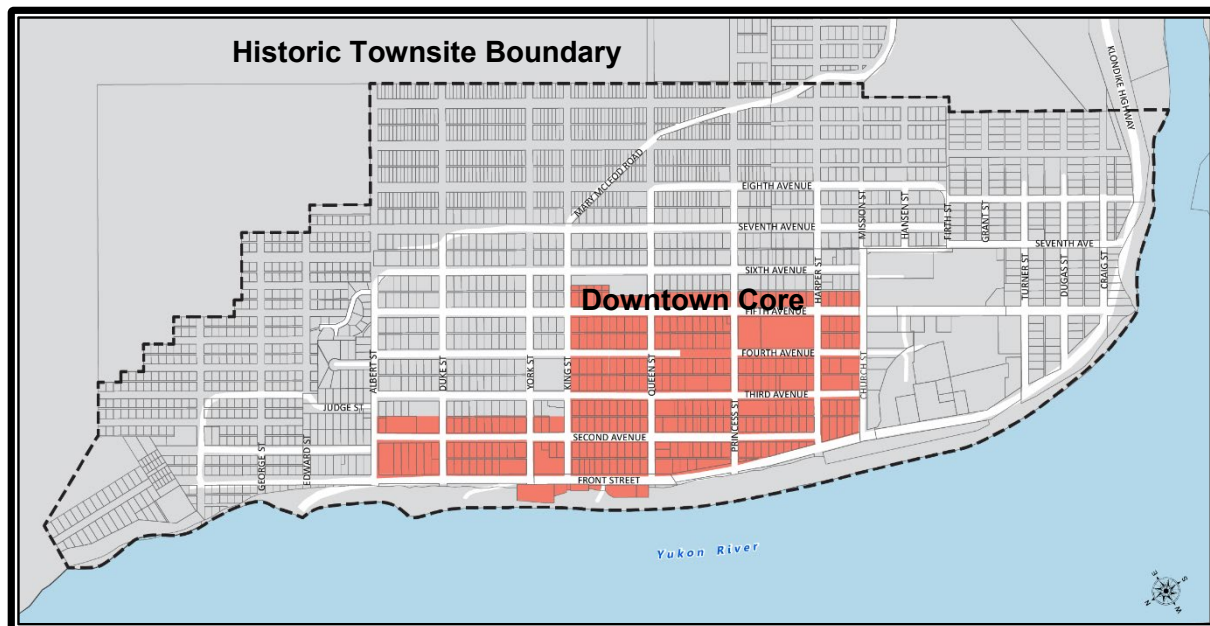 Historic Townsite Boundary
KLONDIKE HIGHWAY
MARY MCLEOD ROAD
EIGHTH AVENUE
MISSION ST
HANSEN ST
FIRTH ST
GRANT ST
SEVENTH AVENUE
SEVENTH AVE
SIXTH AVENUE
TURNER ST
DUGAS ST
CRAIG ST
HARPER ST
Downtown Core
FIFTH AVENUE
ALBERT ST
DUKE ST
YORK ST
KING ST
QUEEN ST
FOURTH AVENUE
CHURCH ST
THIRD AVENUE
JUDGE ST
PRINCESS ST
SECOND AVENUE
GEORGE ST
EDWARD ST
FRONT STREET
Yukon River
E
S
N
W